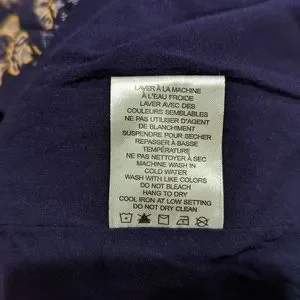 LAVER À LA MACHINE
À L'EAU FROIDE
LAVER AVEC DES
COULEURS SEMBLABLES
NE PAS UTILISER D'AGENT
DE BLANCHIMENT
SUSPENDRE POUR SÉCHER
REPASSER À BASSE
TEMPÉRATURE
NE PAS NETTOYER À SEC
MACHINE WASH IN
COLD WATER
WASH WITH LIKE COLORS
DO NOT BLEACH
HANG TO DRY
COOL IRON AT LOW SETTING
DO NOT DRY CLEAN